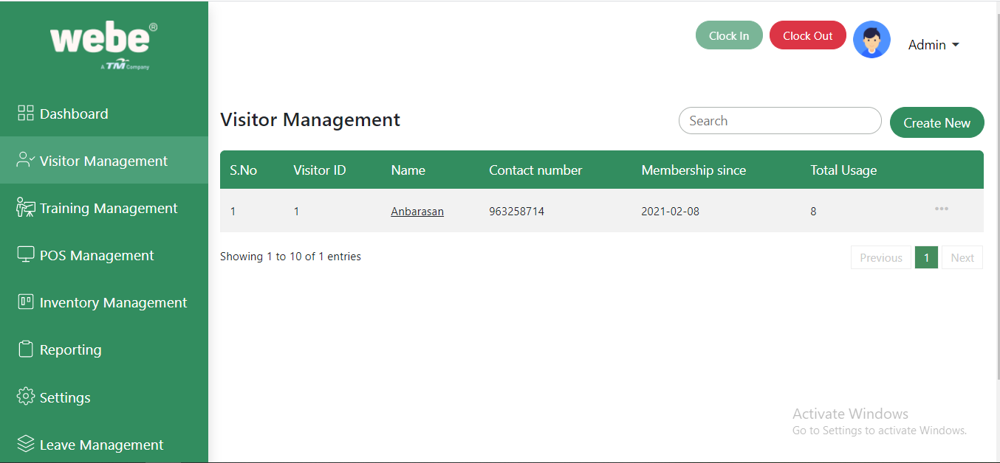 webe®
A TM Company
Dashboard
Visitor Management
Training Management
POS Management
Inventory Management
Reporting
Settings
Leave Management
Clock In
Clock Out
Admin
Visitor Management
Search
Create New
S.No Visitor ID Name Contact number Membership since Total Usage
1 1 Anbarasan 963258714 2021-02-08 8
Showing 1 to 10 of 1 entries
Previous 1 Next
Activate Windows
Go to Settings to activate Windows.